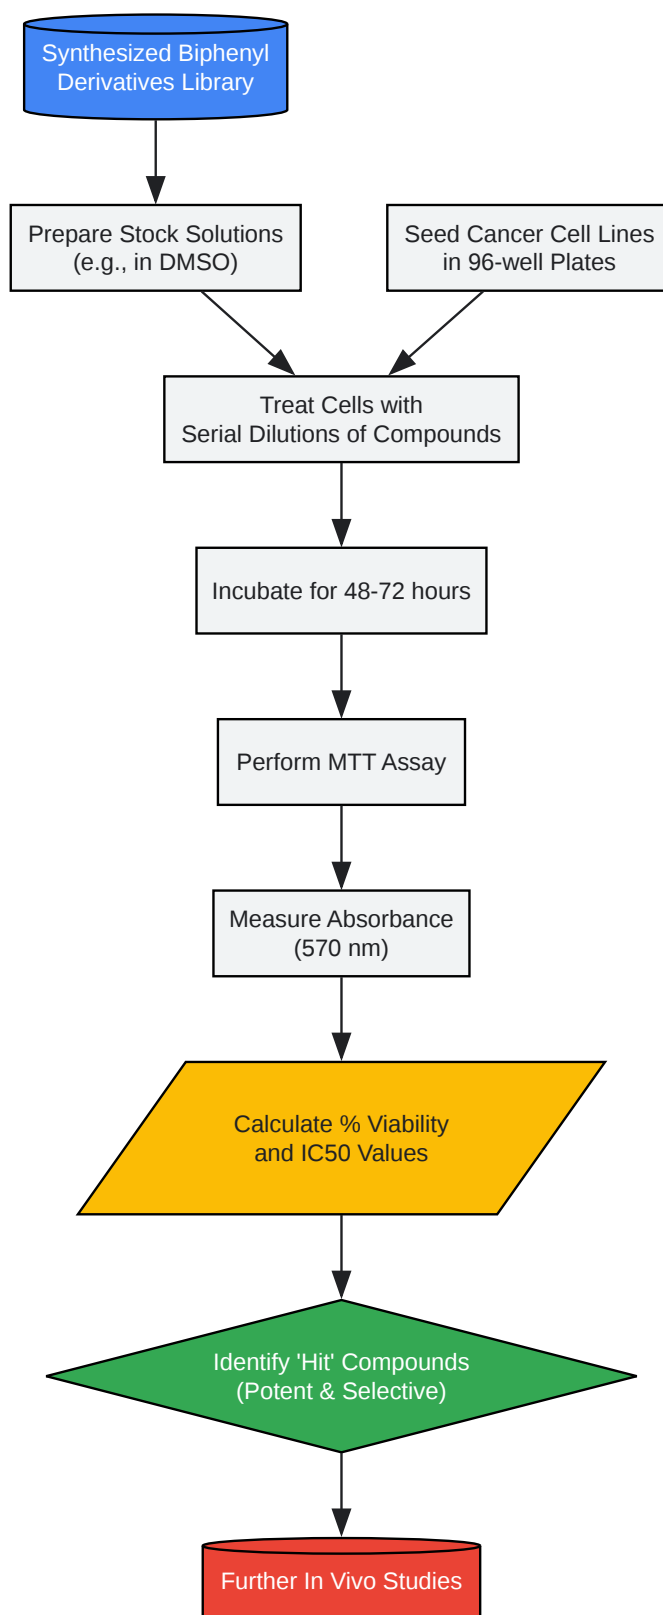 Synthesized Biphenyl
Derivatives Library
Prepare Stock Solutions
(e.g., in DMSO)
Seed Cancer Cell Lines
in 96-well Plates
Treat Cells with
Serial Dilutions of Compounds
Incubate for 48-72 hours
Perform MTT Assay
Measure Absorbance
(570 nm)
Calculate % Viability
and IC50 Values
Identify 'Hit' Compounds
(Potent & Selective)
Further In Vivo Studies